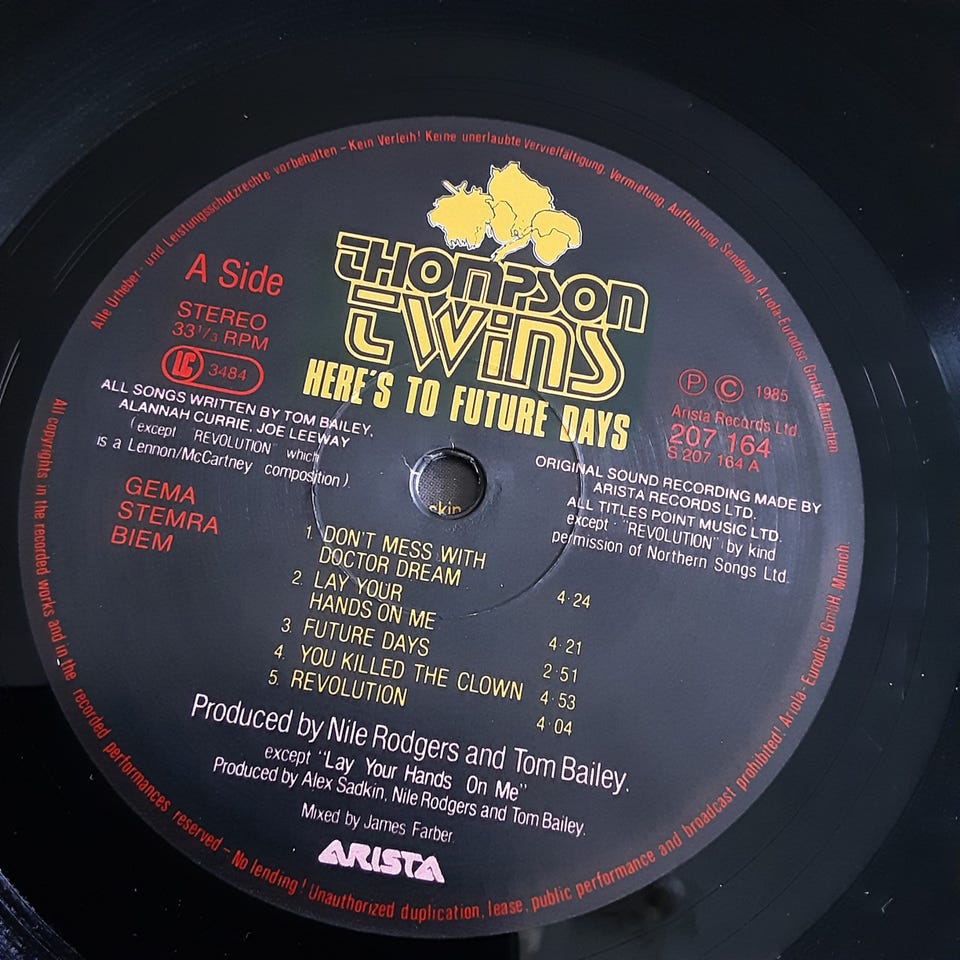 Alle Urheber- und Leistungsschutzrechte vorbehalten – Kein Verleih! Keine unerlaubte Vervielfältigung, Vermietung, Aufführung, Sendung! Ariola-Eurodisc GmbH München
THOMPSON
TWINS
HERE'S TO FUTURE DAYS
A Side
STEREO
33 1/3 RPM
LC 3484
ALL SONGS WRITTEN BY TOM BAILEY,
ALANNAH CURRIE, JOE LEEWAY
(except "REVOLUTION" which
is a Lennon/McCartney composition)
GEMA
STEMRA
BIEM
Ⓟ © 1985
Arista Records Ltd.
207 164
S 207 164 A
ORIGINAL SOUND RECORDING MADE BY
ARISTA RECORDS LTD.
ALL TITLES POINT MUSIC LTD.
except "REVOLUTION" by kind
permission of Northern Songs Ltd.
skin
1. DON'T MESS WITH
DOCTOR DREAM 4·24
2. LAY YOUR
HANDS ON ME 4·21
3. FUTURE DAYS 2·51
4. YOU KILLED THE CLOWN 4·53
5. REVOLUTION 4·04
Produced by Nile Rodgers and Tom Bailey.
except "Lay Your Hands On Me"
Produced by Alex Sadkin, Nile Rodgers and Tom Bailey.
Mixed by James Farber.
ARISTA
All copyrights in the recorded works and in the recorded performances reserved – No lending! Unauthorized duplication, lease, public performance and broadcast prohibited! Ariola-Eurodisc GmbH, Munich.